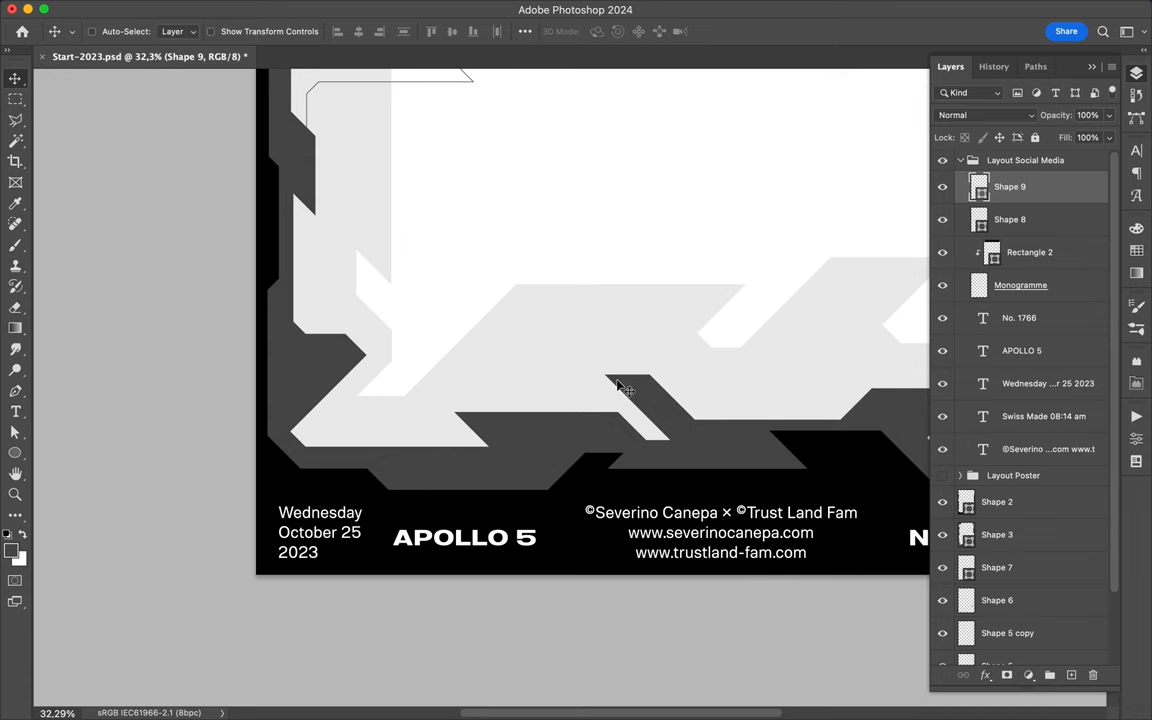 Adobe Photoshop 2024
Auto-Select:
Layer
Show Transform Controls
3D Mode:
Share
Start-2023.psd @ 32,3% (Shape 9, RGB/8) *
Layers
History
Paths
Kind
Normal
Opacity:
100%
Lock:
Fill:
100%
Layout Social Media
Shape 9
Shape 8
Rectangle 2
Monogramme
No. 1766
APOLLO 5
Wednesday ...r 25 2023
Swiss Made 08:14 am
©Severino ....com www.t
Layout Poster
Shape 2
Shape 3
Shape 7
Shape 6
Shape 5 copy
Wednesday
October 25
2023
APOLLO 5
©Severino Canepa × ©Trust Land Fam
www.severinocanepa.com
www.trustland-fam.com
32,29%
sRGB IEC61966-2.1 (8bpc)